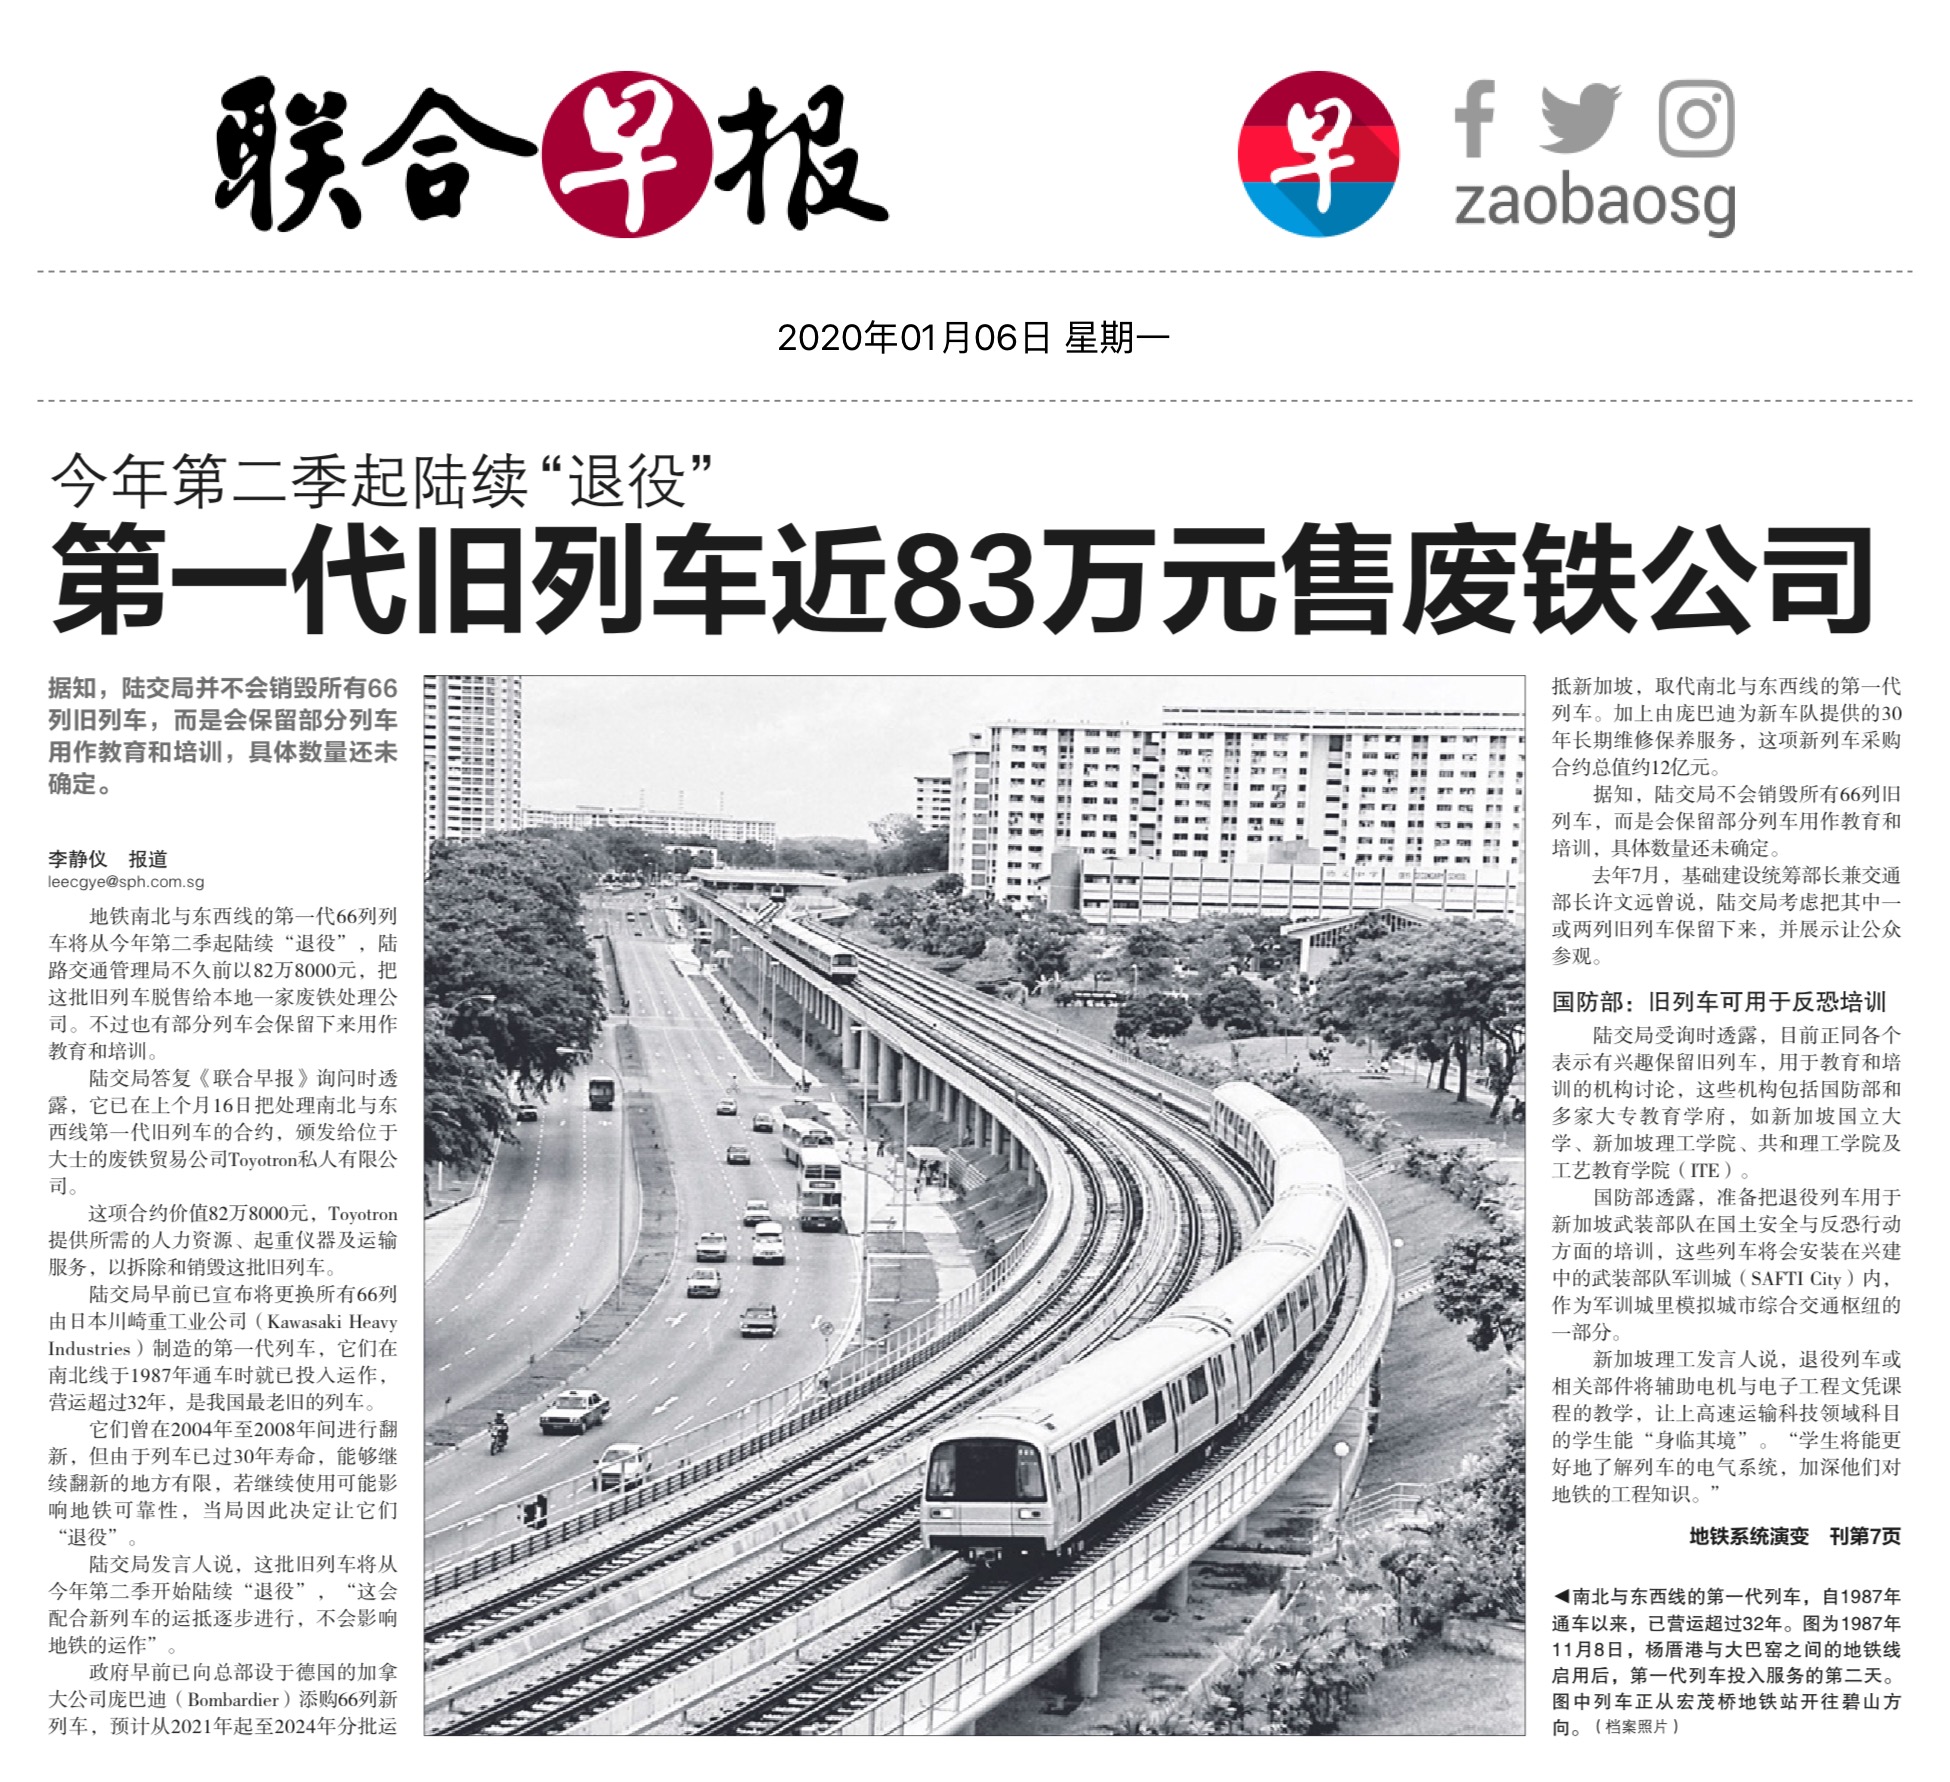 联合早报
早
zaobaosg
2020年01月06日 星期一
今年第二季起陆续“退役”
第一代旧列车近83万元售废铁公司
据知，陆交局并不会销毁所有66
列旧列车，而是会保留部分列车
用作教育和培训，具体数量还未
确定。
李静仪　报道
leecgye@sph.com.sg
地铁南北与东西线的第一代66列列
车将从今年第二季起陆续“退役”，陆
路交通管理局不久前以82万8000元，把
这批旧列车脱售给本地一家废铁处理公
司。不过也有部分列车会保留下来用作
教育和培训。
陆交局答复《联合早报》询问时透
露，它已在上个月16日把处理南北与东
西线第一代旧列车的合约，颁发给位于
大士的废铁贸易公司Toyotron私人有限公
司。
这项合约价值82万8000元，Toyotron
提供所需的人力资源、起重仪器及运输
服务，以拆除和销毁这批旧列车。
陆交局早前已宣布将更换所有66列
由日本川崎重工业公司（Kawasaki Heavy
Industries）制造的第一代列车，它们在
南北线于1987年通车时就已投入运作，
营运超过32年，是我国最老旧的列车。
它们曾在2004年至2008年间进行翻
新，但由于列车已过30年寿命，能够继
续翻新的地方有限，若继续使用可能影
响地铁可靠性，当局因此决定让它们
“退役”。
陆交局发言人说，这批旧列车将从
今年第二季开始陆续“退役”，“这会
配合新列车的运抵逐步进行，不会影响
地铁的运作”。
政府早前已向总部设于德国的加拿
大公司庞巴迪（Bombardier）添购66列新
列车，预计从2021年起至2024年分批运
抵新加坡，取代南北与东西线的第一代
列车。加上由庞巴迪为新车队提供的30
年长期维修保养服务，这项新列车采购
合约总值约12亿元。
据知，陆交局不会销毁所有66列旧
列车，而是会保留部分列车用作教育和
培训，具体数量还未确定。
去年7月，基础建设统筹部长兼交通
部长许文远曾说，陆交局考虑把其中一
或两列旧列车保留下来，并展示让公众
参观。
国防部：旧列车可用于反恐培训
陆交局受询时透露，目前正同各个
表示有兴趣保留旧列车，用于教育和培
训的机构讨论，这些机构包括国防部和
多家大专教育学府，如新加坡国立大
学、新加坡理工学院、共和理工学院及
工艺教育学院（ITE）。
国防部透露，准备把退役列车用于
新加坡武装部队在国土安全与反恐行动
方面的培训，这些列车将会安装在兴建
中的武装部队军训城（SAFTI City）内，
作为军训城里模拟城市综合交通枢纽的
一部分。
新加坡理工发言人说，退役列车或
相关部件将辅助电机与电子工程文凭课
程的教学，让上高速运输科技领域科目
的学生能“身临其境”。“学生将能更
好地了解列车的电气系统，加深他们对
地铁的工程知识。”
地铁系统演变　刊第7页
◀南北与东西线的第一代列车，自1987年
通车以来，已营运超过32年。图为1987年
11月8日，杨厝港与大巴窑之间的地铁线
启用后，第一代列车投入服务的第二天。
图中列车正从宏茂桥地铁站开往碧山方
向。（档案照片）